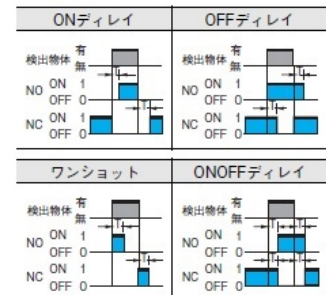 ONディレイ
検出物体 有
無
T
NO ON 1
OFF 0
T
NC ON 1
OFF 0
OFFディレイ
検出物体 有
無
T
NO ON 1
OFF 0
T
NC ON 1
OFF 0
ワンショット
検出物体 有
無
T
NO ON 1
OFF 0
T
NC ON 1
OFF 0
ONOFFディレイ
検出物体 有
無
T T
NO ON 1
OFF 0
T T
NC ON 1
OFF 0